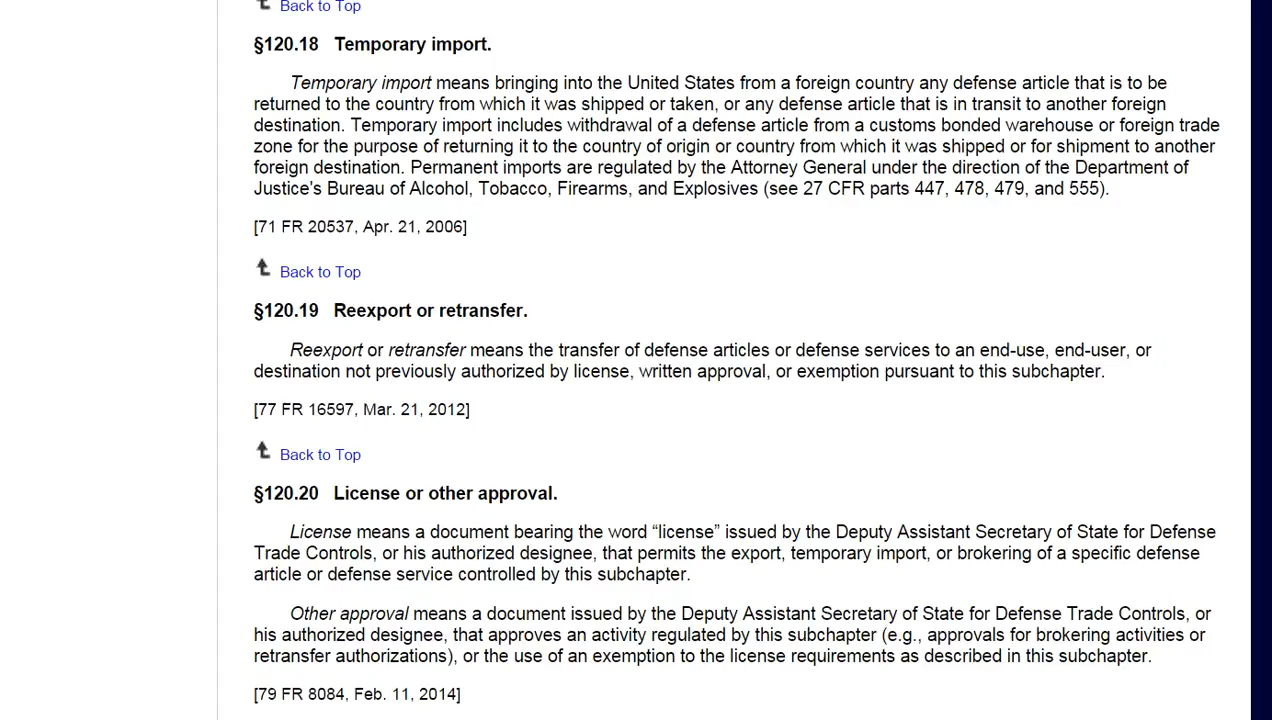 Back to Top
§120.18 Temporary import.
Temporary import means bringing into the United States from a foreign country any defense article that is to be
returned to the country from which it was shipped or taken, or any defense article that is in transit to another foreign
destination. Temporary import includes withdrawal of a defense article from a customs bonded warehouse or foreign trade
zone for the purpose of returning it to the country of origin or country from which it was shipped or for shipment to another
foreign destination. Permanent imports are regulated by the Attorney General under the direction of the Department of
Justice's Bureau of Alcohol, Tobacco, Firearms, and Explosives (see 27 CFR parts 447, 478, 479, and 555).
[71 FR 20537, Apr. 21, 2006]
Back to Top
§120.19 Reexport or retransfer.
Reexport or retransfer means the transfer of defense articles or defense services to an end-use, end-user, or
destination not previously authorized by license, written approval, or exemption pursuant to this subchapter.
[77 FR 16597, Mar. 21, 2012]
Back to Top
§120.20 License or other approval.
License means a document bearing the word “license” issued by the Deputy Assistant Secretary of State for Defense
Trade Controls, or his authorized designee, that permits the export, temporary import, or brokering of a specific defense
article or defense service controlled by this subchapter.
Other approval means a document issued by the Deputy Assistant Secretary of State for Defense Trade Controls, or
his authorized designee, that approves an activity regulated by this subchapter (e.g., approvals for brokering activities or
retransfer authorizations), or the use of an exemption to the license requirements as described in this subchapter.
[79 FR 8084, Feb. 11, 2014]